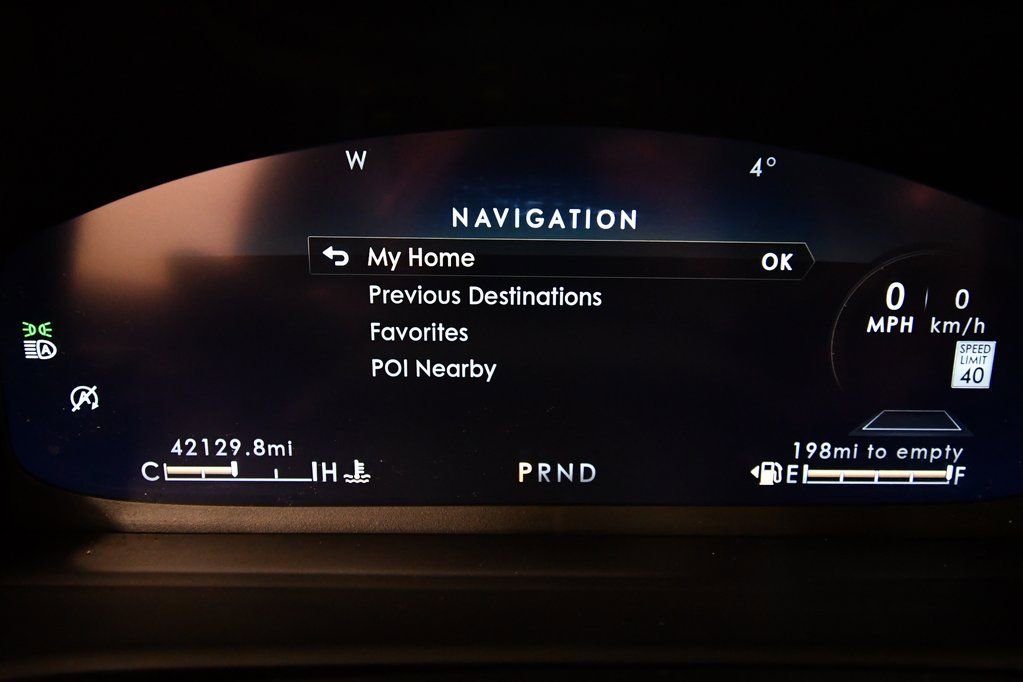 W 4°
NAVIGATION
My Home OK
Previous Destinations
Favorites
POI Nearby
0 0
MPH km/h
SPEED
LIMIT
40
A
A
42129.8mi
198mi to empty
C H
PRND
E F